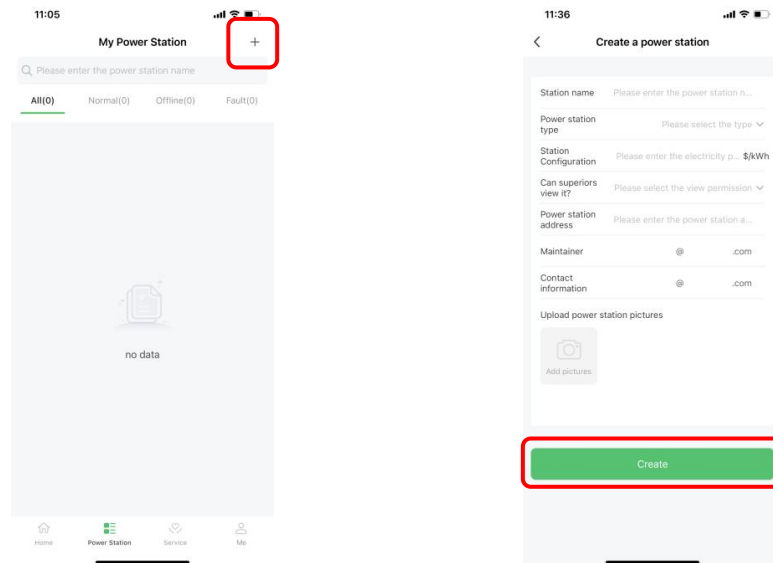 11:05
My Power Station
+
Please enter the power station name
All(0) Normal(0) Offline(0) Fault(0)
no data
Home Power Station Service Me
11:36
Create a power station
Station name Please enter the power station n...
Power station
type Please select the type
Station
Configuration Please enter the electricity p... $/kWh
Can superiors
view it? Please select the view permission
Power station
address Please enter the power station a...
Maintainer @ .com
Contact
information @ .com
Upload power station pictures
Add pictures
Create